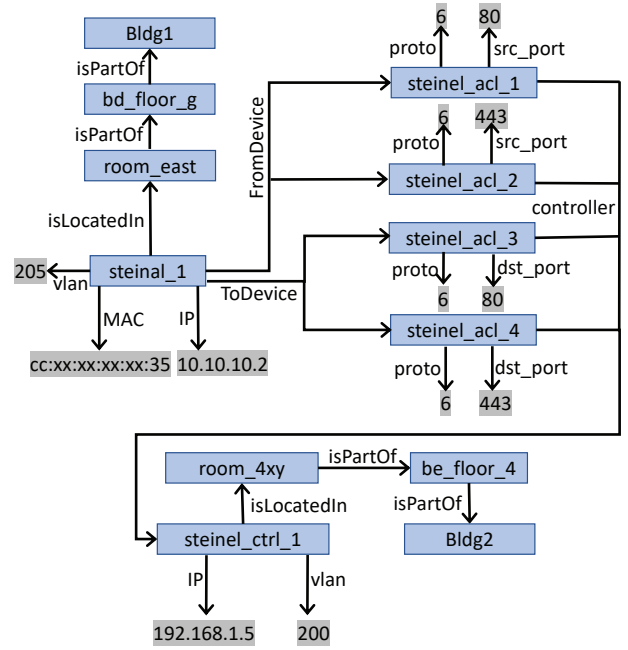 6
80
proto
src_port
Bldg1
isPartOf
steinel_acl_1
bd_floor_g
6
443
isPartOf
proto
src_port
FromDevice
room_east
steinel_acl_2
controller
isLocatedIn
steinel_acl_3
205
steinal_1
proto
dst_port
vlan
ToDevice
6
80
MAC
IP
steinel_acl_4
cc:xx:xx:xx:xx:35
10.10.10.2
proto
dst_port
6
443
isPartOf
room_4xy
be_floor_4
isLocatedIn
isPartOf
steinel_ctrl_1
Bldg2
IP
vlan
192.168.1.5
200